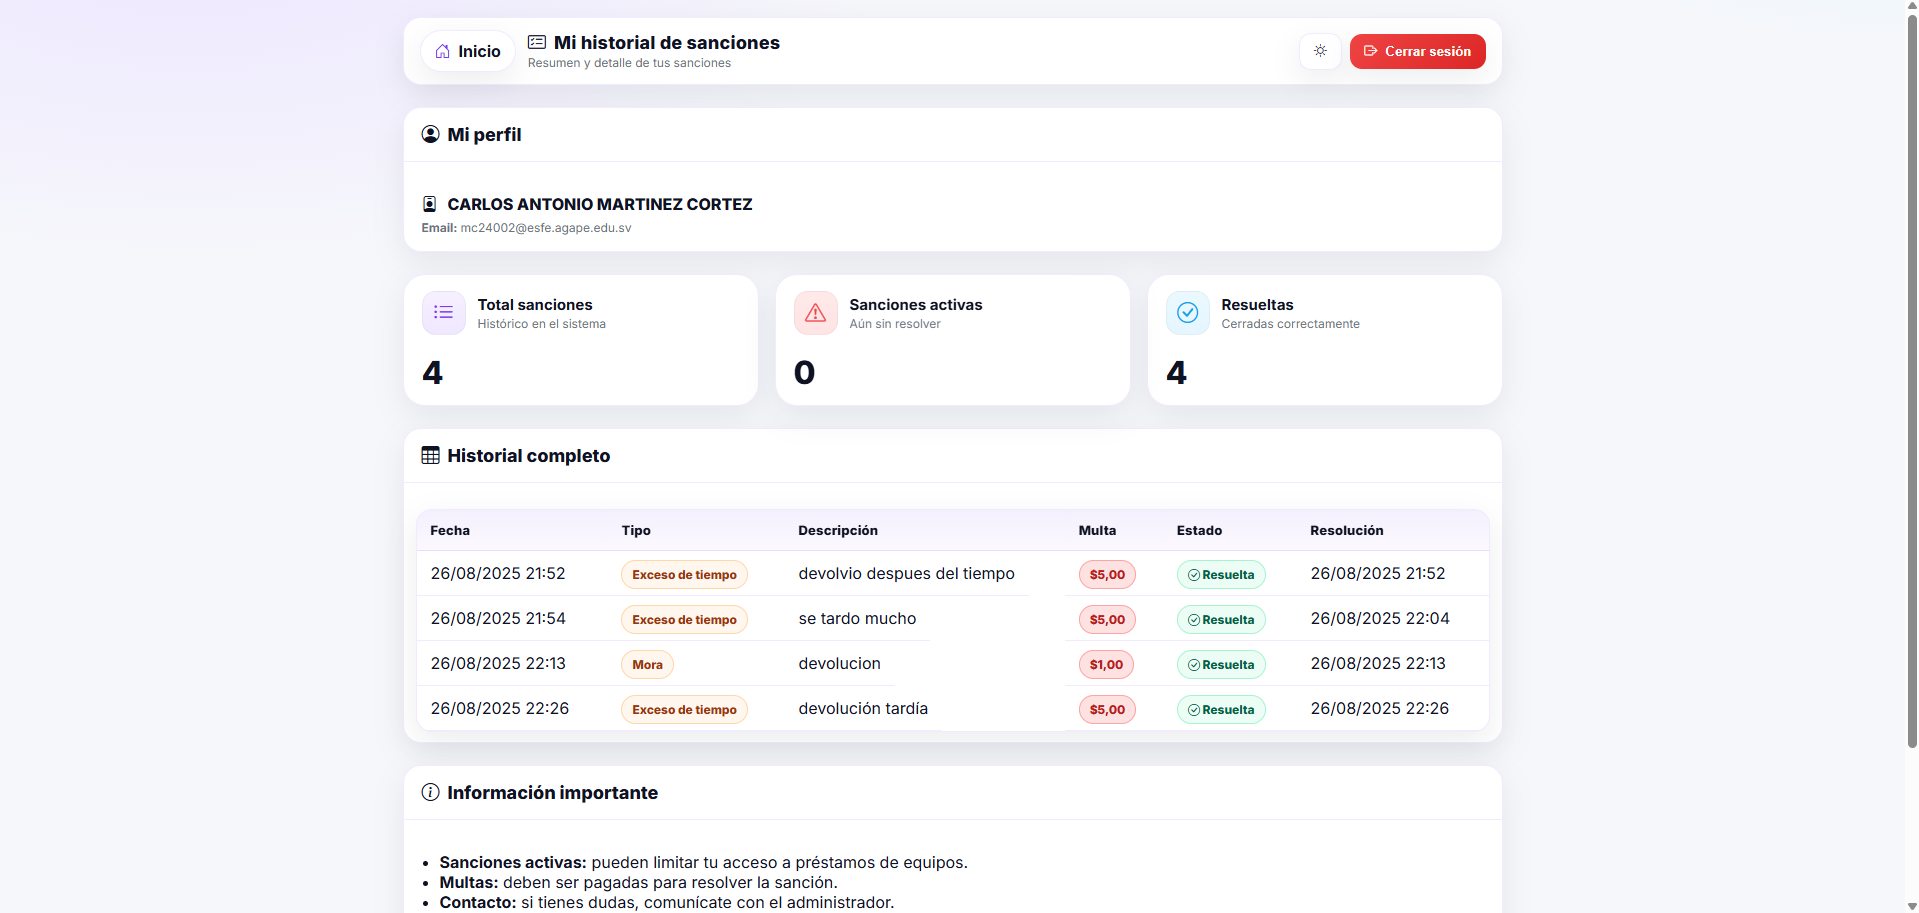 Inicio
Mi historial de sanciones
Resumen y detalle de tus sanciones
Cerrar sesión
Mi perfil
CARLOS ANTONIO MARTINEZ CORTEZ
Email: mc24002@esfe.agape.edu.sv
Total sanciones
Histórico en el sistema
4
Sanciones activas
Aún sin resolver
0
Resueltas
Cerradas correctamente
4
Historial completo
Fecha Tipo Descripción Multa Estado Resolución
26/08/2025 21:52 Exceso de tiempo devolvio despues del tiempo $5,00 Resuelta 26/08/2025 21:52
26/08/2025 21:54 Exceso de tiempo se tardo mucho $5,00 Resuelta 26/08/2025 22:04
26/08/2025 22:13 Mora devolucion $1,00 Resuelta 26/08/2025 22:13
26/08/2025 22:26 Exceso de tiempo devolución tardía $5,00 Resuelta 26/08/2025 22:26
Información importante
• Sanciones activas: pueden limitar tu acceso a préstamos de equipos.
• Multas: deben ser pagadas para resolver la sanción.
• Contacto: si tienes dudas, comunícate con el administrador.